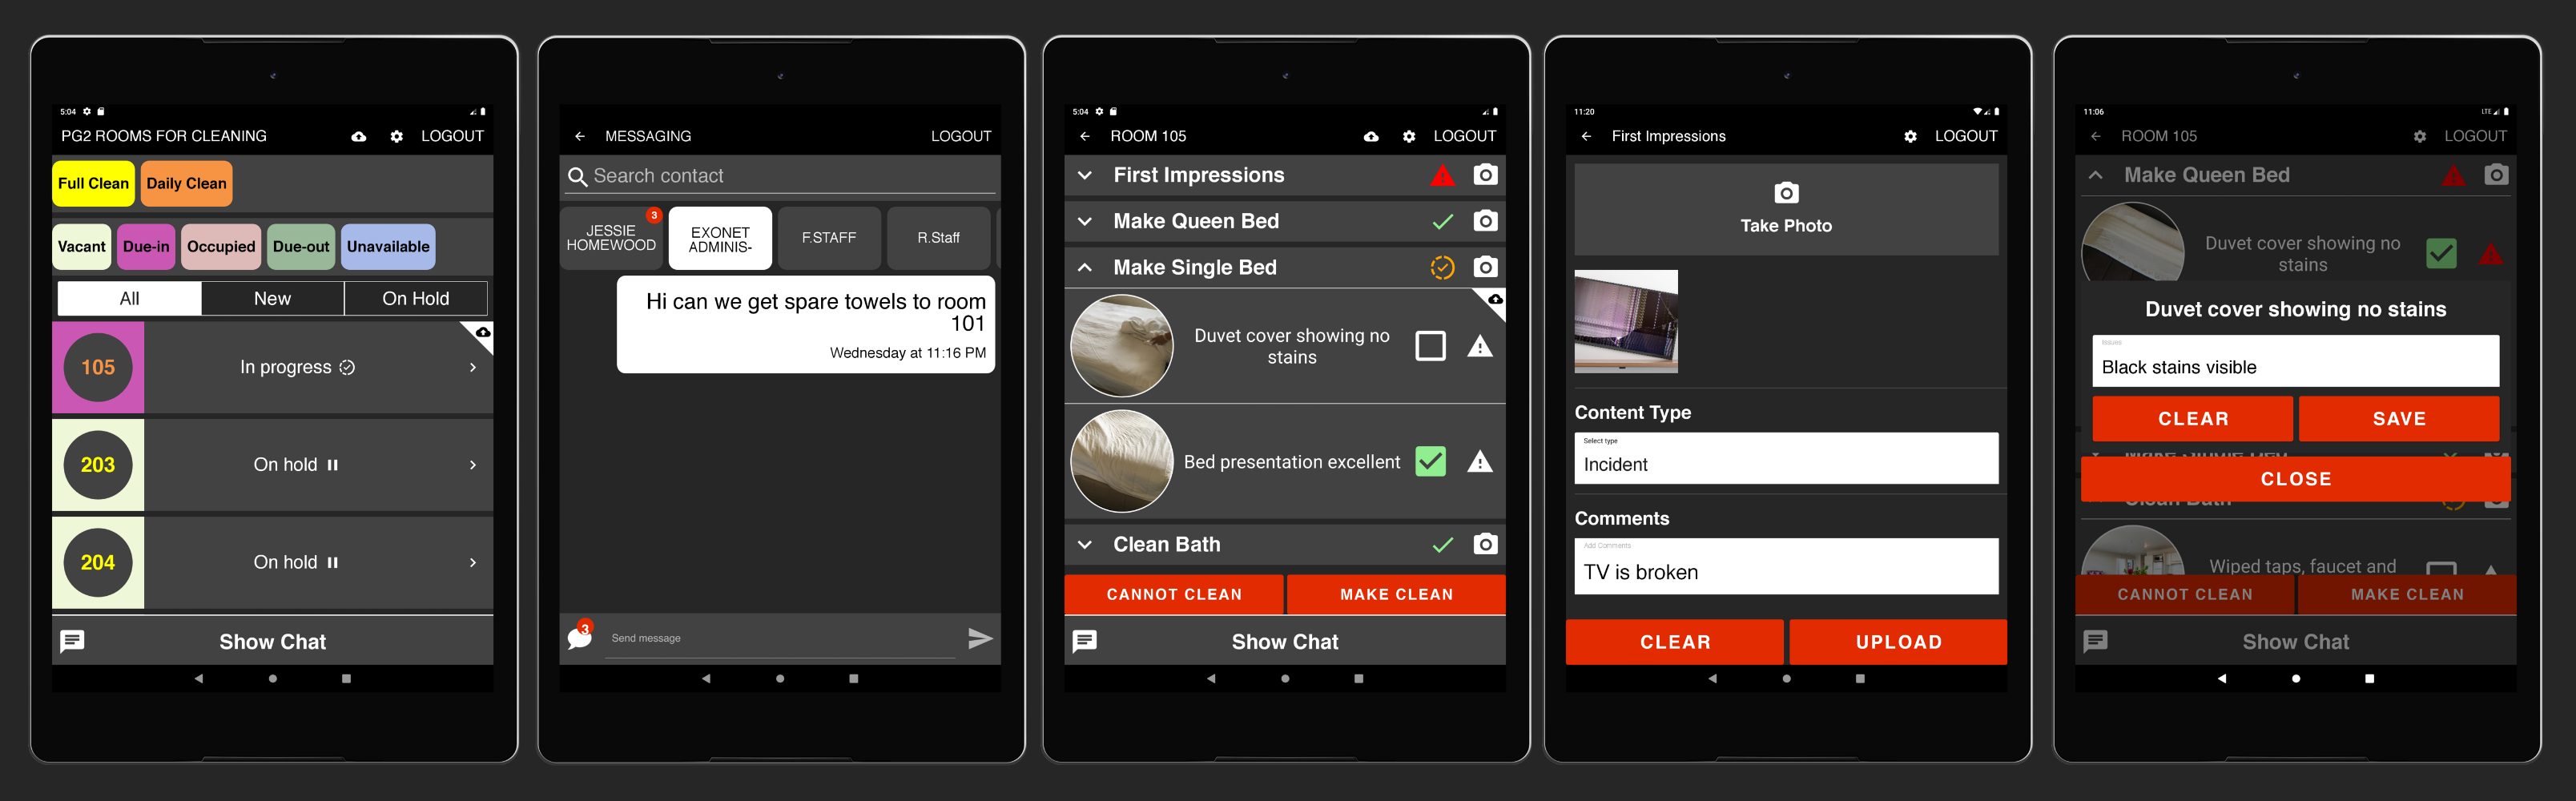 5:04
PG2 ROOMS FOR CLEANING
LOGOUT
Full Clean
Daily Clean
Vacant
Due-in
Occupied
Due-out
Unavailable
All
New
On Hold
105
In progress
203
On hold
204
On hold
Show Chat
MESSAGING
LOGOUT
Search contact
JESSIE
HOMEWOOD
3
EXONET
ADMINIS-
F.STAFF
R.Staff
Hi can we get spare towels to room
101
Wednesday at 11:16 PM
3
Send message
5:04
ROOM 105
LOGOUT
First Impressions
Make Queen Bed
Make Single Bed
Duvet cover showing no
stains
Bed presentation excellent
Clean Bath
CANNOT CLEAN
MAKE CLEAN
Show Chat
11:20
First Impressions
LOGOUT
Take Photo
Content Type
Select type
Incident
Comments
Add Comments
TV is broken
CLEAR
UPLOAD
11:06
LTE
ROOM 105
LOGOUT
Make Queen Bed
Duvet cover showing no
stains
Duvet cover showing no stains
Issues
Black stains visible
CLEAR
SAVE
Make Single Bed
CLOSE
Clean Bath
Wiped taps, faucet and
CANNOT CLEAN
MAKE CLEAN
Show Chat